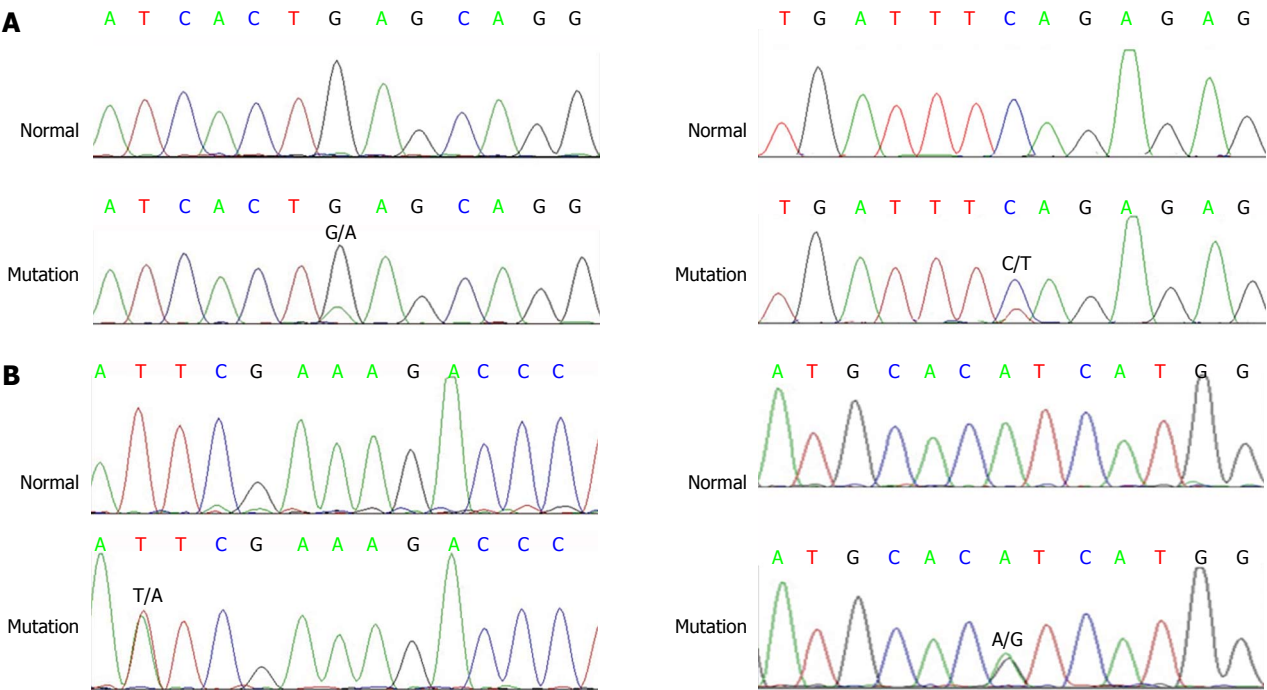 A
A T C A C T G A G C A G G
T G A T T T C A G A G A G
Normal
Normal
A T C A C T G A G C A G G
T G A T T T C A G A G A G
G/A
C/T
Mutation
Mutation
B
A T T C G A A A G A C C C
A T G C A C A T C A T G G
Normal
Normal
A T T C G A A A G A C C C
A T G C A C A T C A T G G
T/A
A/G
Mutation
Mutation